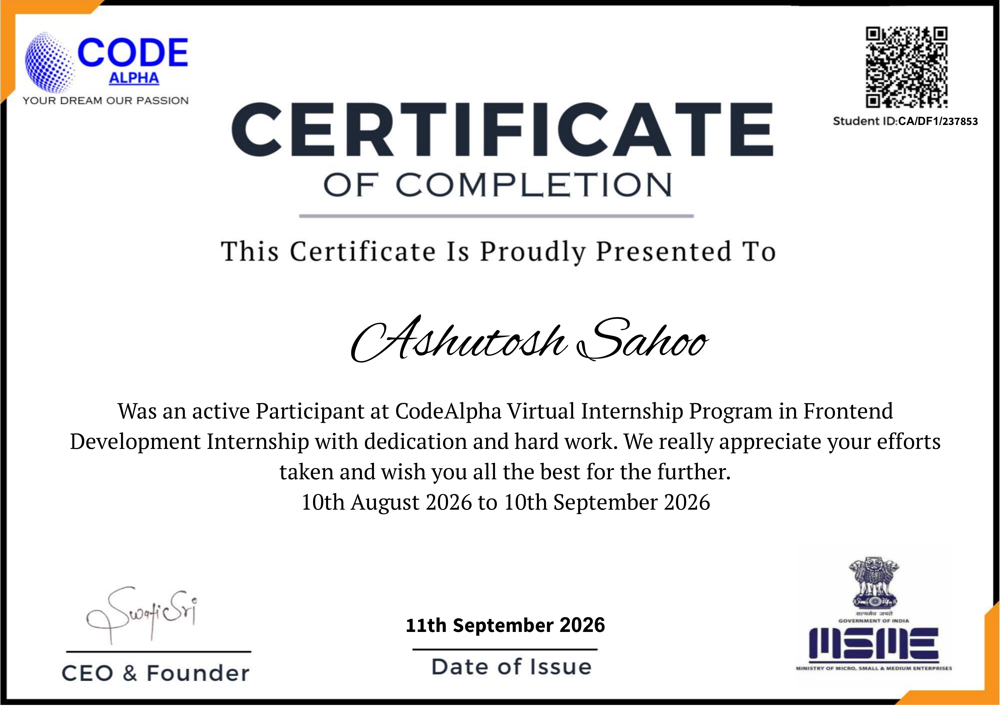 CODE
ALPHA
YOUR DREAM OUR PASSION
Student ID:CA/DF1/237853
CERTIFICATE
OF COMPLETION
This Certificate Is Proudly Presented To
Ashutosh Sahoo
Was an active Participant at CodeAlpha Virtual Internship Program in Frontend
Development Internship with dedication and hard work. We really appreciate your efforts
taken and wish you all the best for the further.
10th August 2026 to 10th September 2026
SwatiSri
CEO & Founder
11th September 2026
Date of Issue
सत्यमेव जयते
GOVERNMENT OF INDIA
MSME
MINISTRY OF MICRO, SMALL & MEDIUM ENTERPRISES